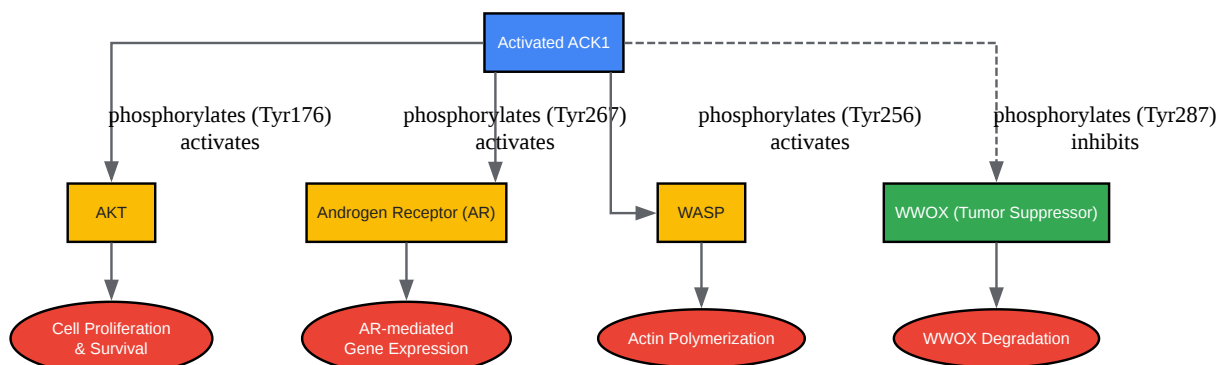 Activated ACK1
phosphorylates (Tyr176)
activates
phosphorylates (Tyr267)
activates
phosphorylates (Tyr256)
activates
phosphorylates (Tyr287)
inhibits
AKT
Androgen Receptor (AR)
WASP
WWOX (Tumor Suppressor)
Cell Proliferation
& Survival
AR-mediated
Gene Expression
Actin Polymerization
WWOX Degradation